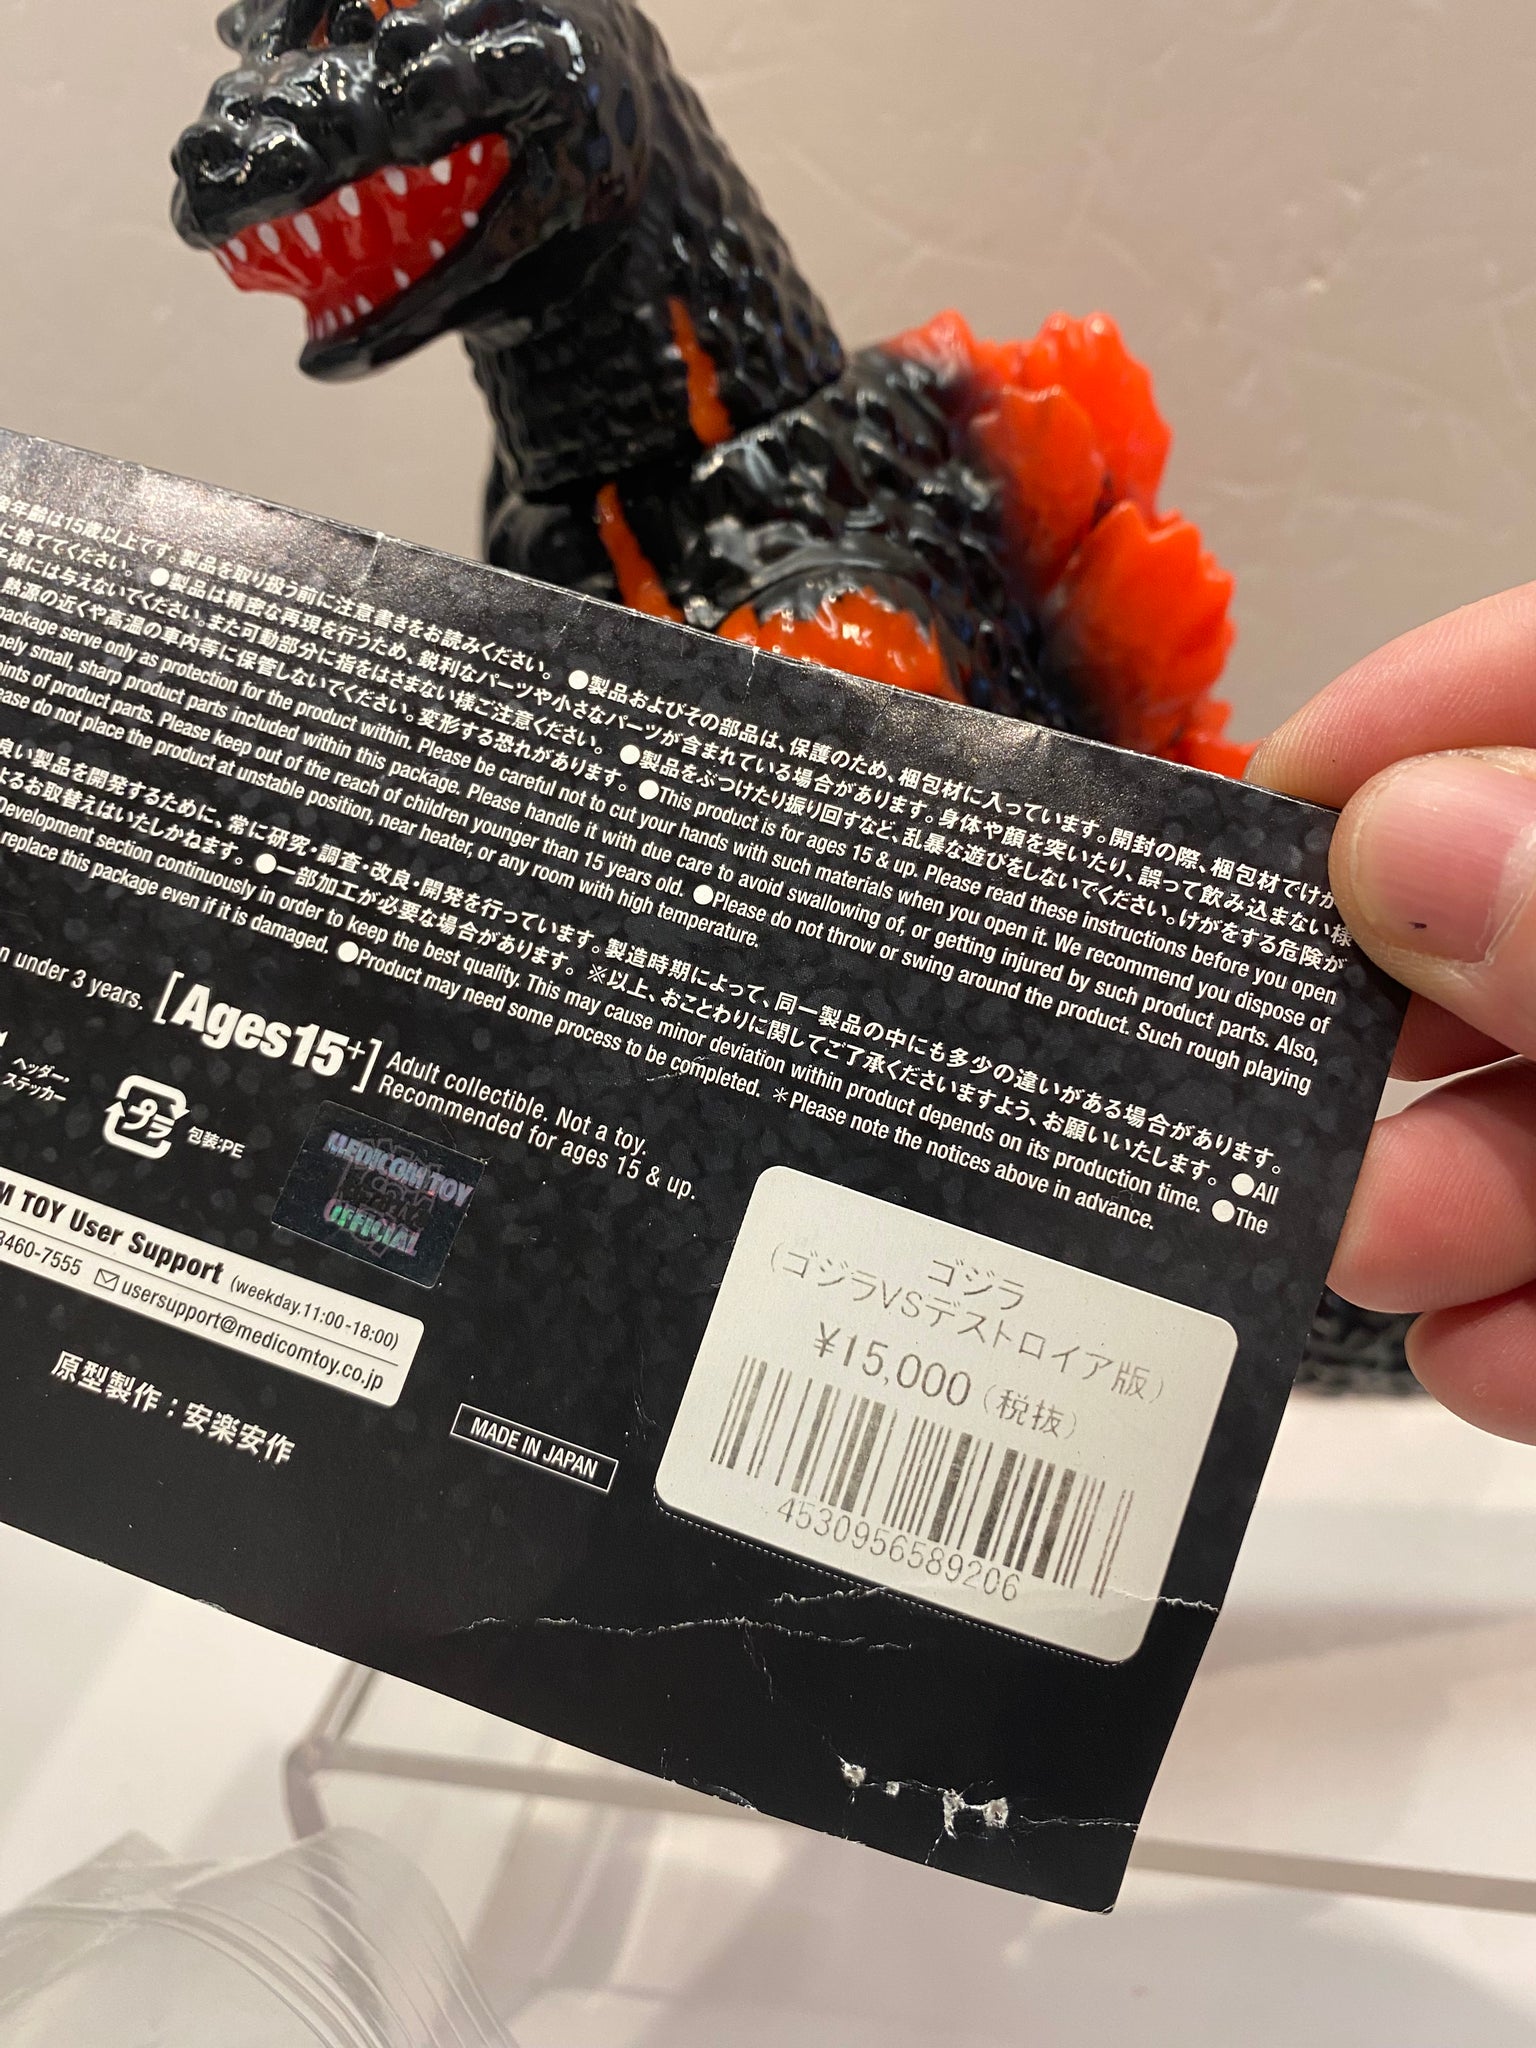 年齢は15歳以上です。製品を取り扱う前に注意書きをお読みください。 ●製品およびその部品は、保護のため、梱包材に入っています。開封の際、梱包材でけが
に捨ててください。 ●製品は精密な再現を行うため、鋭利なパーツや小さなパーツが含まれている場合があります。身体や顔を突いたり、誤って飲み込まない様
様には与えないでください。また可動部分に指をはさまない様ご注意ください。 ●製品をぶつけたり振り回すなど、乱暴な遊びをしないでください。けがをする危険が
熱源の近くや高温の車内等に保管しないでください。変形する恐れがあります。 ●This product is for ages 15 & up. Please read these instructions before you open
package serve only as protection for the product within. Please be careful not to cut your hands with such materials when you open it. We recommend you dispose of
small, sharp product parts included within this package. Please handle it with due care to avoid swallowing of, or getting injured by such product parts. Also,
of product parts. Please keep out of the reach of children younger than 15 years old. ●Please do not throw or swing around the product. Such rough playing
do not place the product at unstable position, near heater, or any room with high temperature.
良い製品を開発するために、常に研究・調査・改良・開発を行っています。製造時期によって、同一製品の中にも多少の違いがある場合があります。
お取替えはいたしかねます。 ●一部加工が必要な場合があります。 ※以上、おことわりに関してご了承くださいますよう、お願いいたします。 ●All
Development section continuously in order to keep the best quality. This may cause minor deviation within product depends on its production time. ●The
replace this package even if it is damaged. ●Product may need some process to be completed. ＊Please note the notices above in advance.
under 3 years. [Ages15+] Adult collectible. Not a toy.
Recommended for ages 15 & up.
ヘッダー・
ステッカー
プラ 包装:PE
MEDICOM TOY
OFFICIAL
M TOY User Support (weekday.11:00-18:00)
3460-7555 usersupport@medicomtoy.co.jp
原型製作：安楽安作
MADE IN JAPAN
ゴジラ
(ゴジラVSデストロイア版)
¥15,000(税抜)
4530956589206